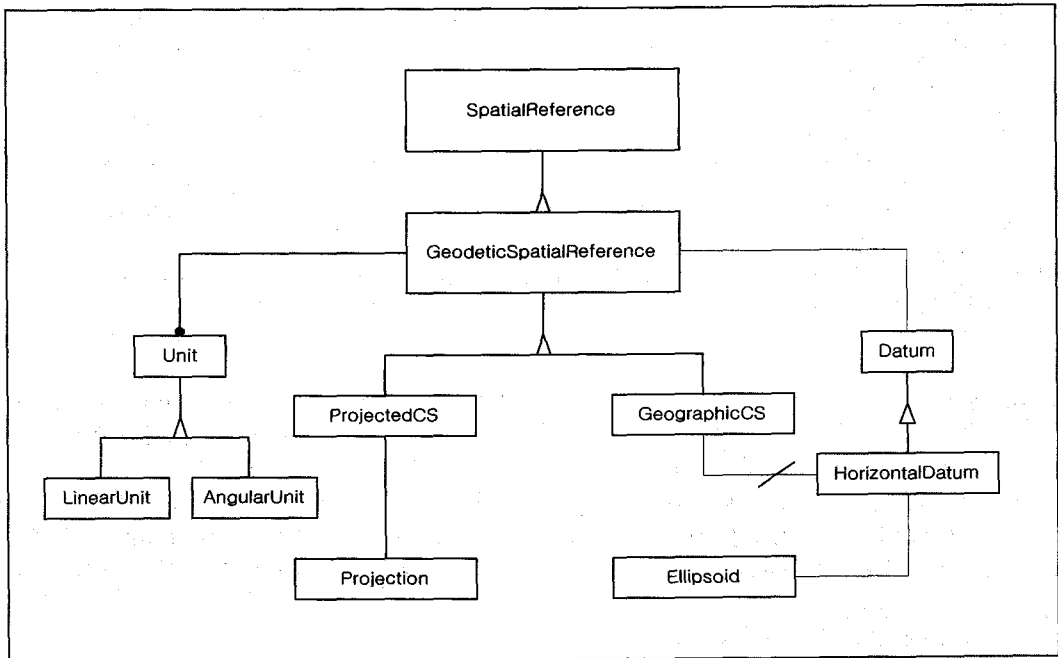 SpatialReference
GeodeticSpatialReference
Unit
Datum
ProjectedCS
GeographicCS
HorizontalDatum
LinearUnit
AngularUnit
Projection
Ellipsoid